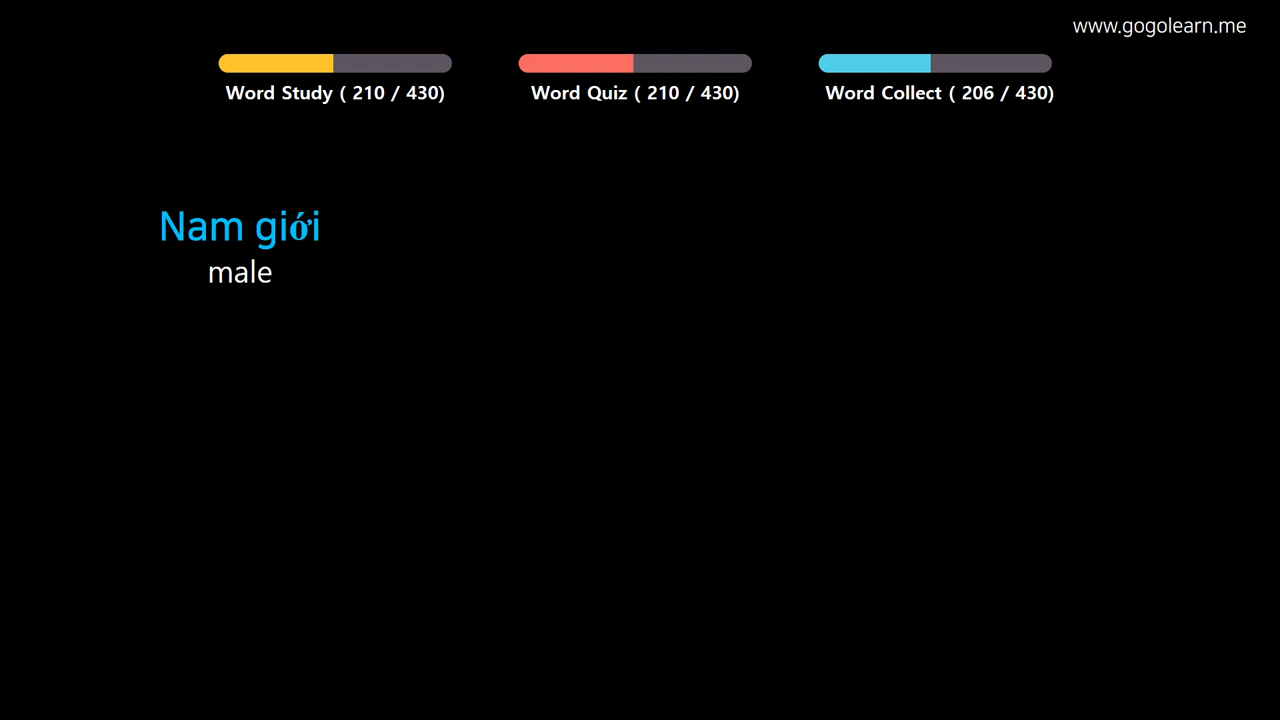 www.gogolearn.me
Word Study ( 210 / 430)
Word Quiz ( 210 / 430)
Word Collect ( 206 / 430)
Nam giới
male